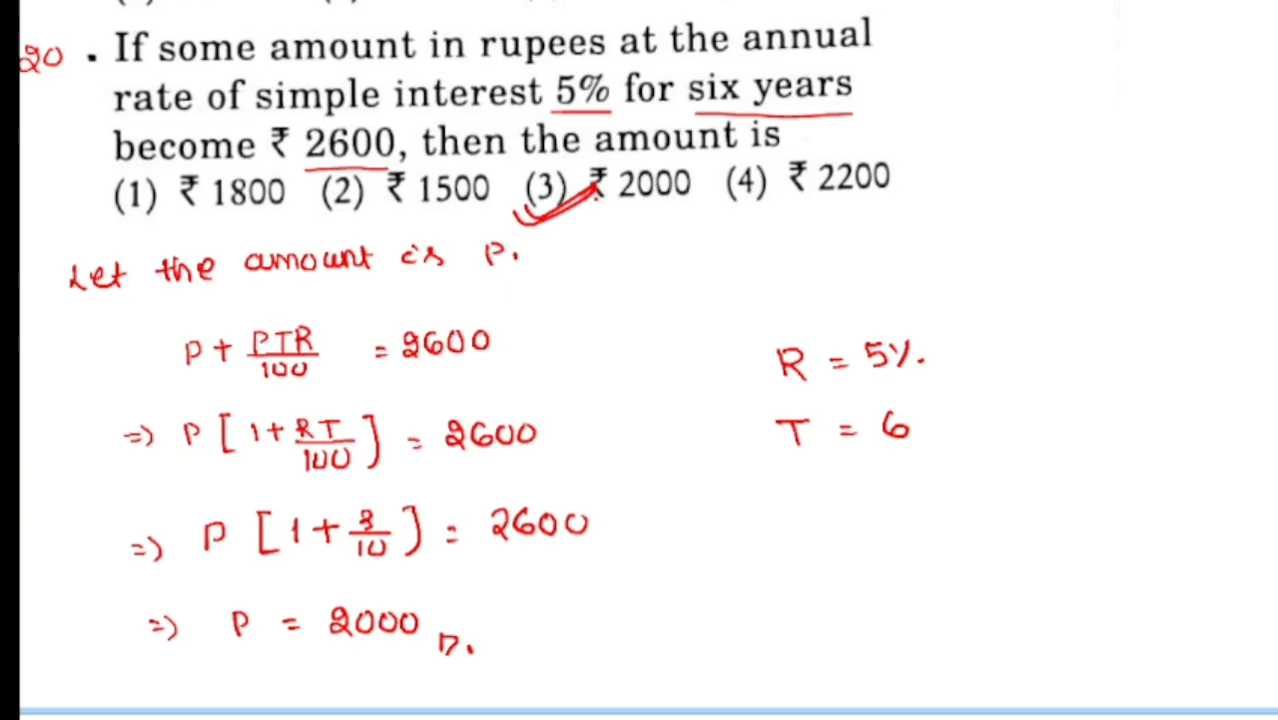 20 . If some amount in rupees at the annual
rate of simple interest 5% for six years
become ₹ 2600, then the amount is
(1) ₹ 1800 (2) ₹ 1500 (3) ₹ 2000 (4) ₹ 2200
Let the amount is P.
P + PTR/100 = 2600
R = 5%.
=> P [ 1 + RT/100 ] = 2600
T = 6
=> P [ 1 + 3/10 ] = 2600
=> P = 2000